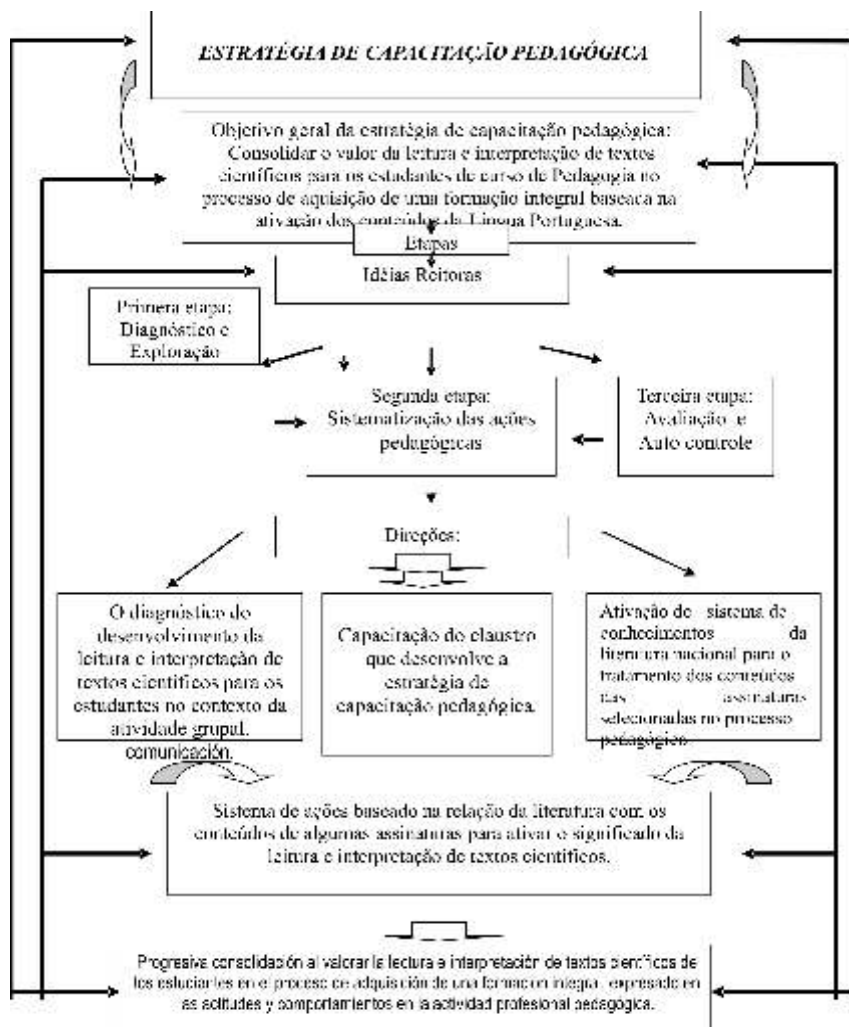 ESTRATÉGIA DE CAPACITAÇÃO PEDAGÓGICA
Objetivo geral da estratégia de capacitação pedagógica:
Consolidar o valor da leitura e interpretação de textos
científicos para os estudantes de curso de Pedagogia no
processo de aquisição de uma formação integral baseada na
ativação dos conteúdos da Língua Portuguesa.
Etapas
Idéias Reitoras
Primera etapa:
Diagnóstico e
Exploração
Segunda etapa:
Sistematização das ações
pedagógicas
Terceira etapa:
Avaliação e
Auto controle
Direções:
O diagnóstico do
desenvolvimento da
leitura e interpretação de
textos científicos para os
estudantes no contexto da
atividade grupal.
comunicación.
Capacitação do claustro
que desenvolve a
estratégia de
capacitação pedagógica.
Ativação do sistema de
conhecimentos da
literatura nacional para o
tratamento dos conteúdos
nas assinaturas
selecionadas no processo
pedagógico
Sistema de ações baseado na relação da literatura com os
conteúdos de algumas assinaturas para ativar o significado da
leitura e interpretação de textos científicos.
Progresiva consolidación al valorar la lectura e interpretación de textos científicos de
los estudiantes en el proceso de adquisición de una formacion integral, expresado en
as actitudes y comportamientos en la actividad profesional pedagógica.